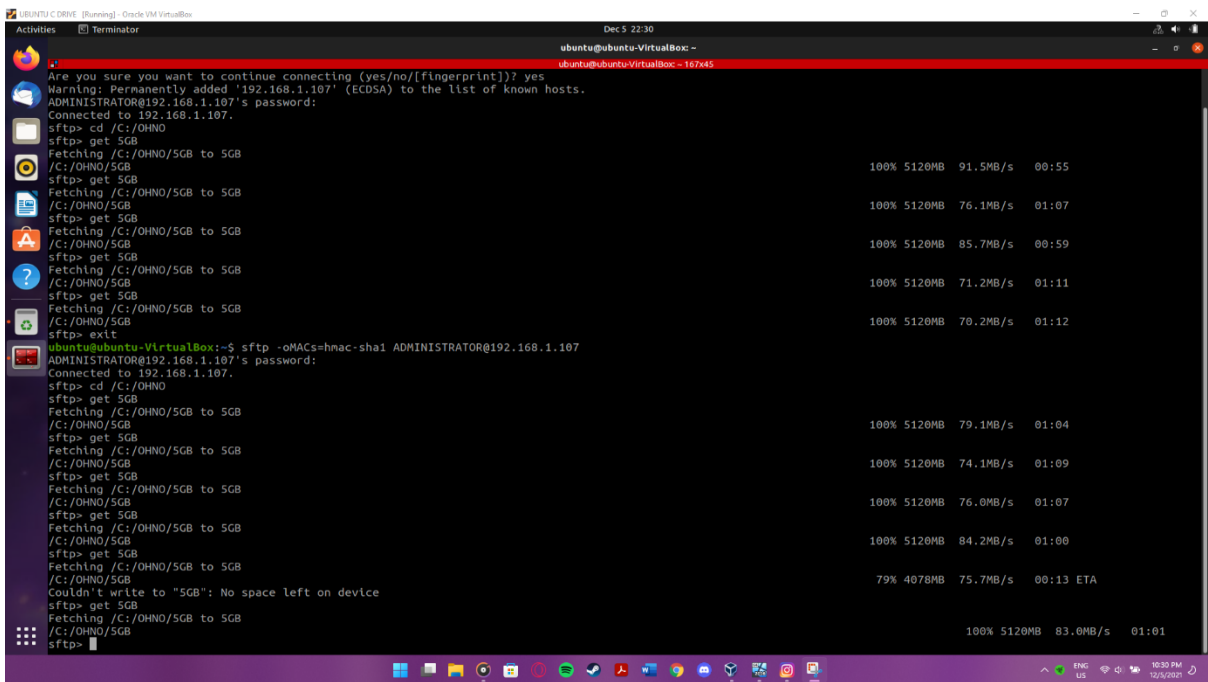 UBUNTU C DRIVE [Running] - Oracle VM VirtualBox
Activities Terminator Dec 5 22:30
ubuntu@ubuntu-VirtualBox: ~
ubuntu@ubuntu-VirtualBox: ~ 167x45
Are you sure you want to continue connecting (yes/no/[fingerprint])? yes
Warning: Permanently added '192.168.1.107' (ECDSA) to the list of known hosts.
ADMINISTRATOR@192.168.1.107's password:
Connected to 192.168.1.107.
sftp> cd /C:/OHNO
sftp> get 5GB
Fetching /C:/OHNO/5GB to 5GB
/C:/OHNO/5GB 100% 5120MB 91.5MB/s 00:55
sftp> get 5GB
Fetching /C:/OHNO/5GB to 5GB
/C:/OHNO/5GB 100% 5120MB 76.1MB/s 01:07
sftp> get 5GB
Fetching /C:/OHNO/5GB to 5GB
/C:/OHNO/5GB 100% 5120MB 85.7MB/s 00:59
sftp> get 5GB
Fetching /C:/OHNO/5GB to 5GB
/C:/OHNO/5GB 100% 5120MB 71.2MB/s 01:11
sftp> get 5GB
Fetching /C:/OHNO/5GB to 5GB
/C:/OHNO/5GB 100% 5120MB 70.2MB/s 01:12
sftp> exit
ubuntu@ubuntu-VirtualBox:~$ sftp -oMACs=hmac-sha1 ADMINISTRATOR@192.168.1.107
ADMINISTRATOR@192.168.1.107's password:
Connected to 192.168.1.107.
sftp> cd /C:/OHNO
sftp> get 5GB
Fetching /C:/OHNO/5GB to 5GB
/C:/OHNO/5GB 100% 5120MB 79.1MB/s 01:04
sftp> get 5GB
Fetching /C:/OHNO/5GB to 5GB
/C:/OHNO/5GB 100% 5120MB 74.1MB/s 01:09
sftp> get 5GB
Fetching /C:/OHNO/5GB to 5GB
/C:/OHNO/5GB 100% 5120MB 76.0MB/s 01:07
sftp> get 5GB
Fetching /C:/OHNO/5GB to 5GB
/C:/OHNO/5GB 100% 5120MB 84.2MB/s 01:00
sftp> get 5GB
Fetching /C:/OHNO/5GB to 5GB
/C:/OHNO/5GB 79% 4078MB 75.7MB/s 00:13 ETA
Couldn't write to "5GB": No space left on device
sftp> get 5GB
Fetching /C:/OHNO/5GB to 5GB
/C:/OHNO/5GB 100% 5120MB 83.0MB/s 01:01
sftp>
ENG US 10:30 PM
12/5/2021